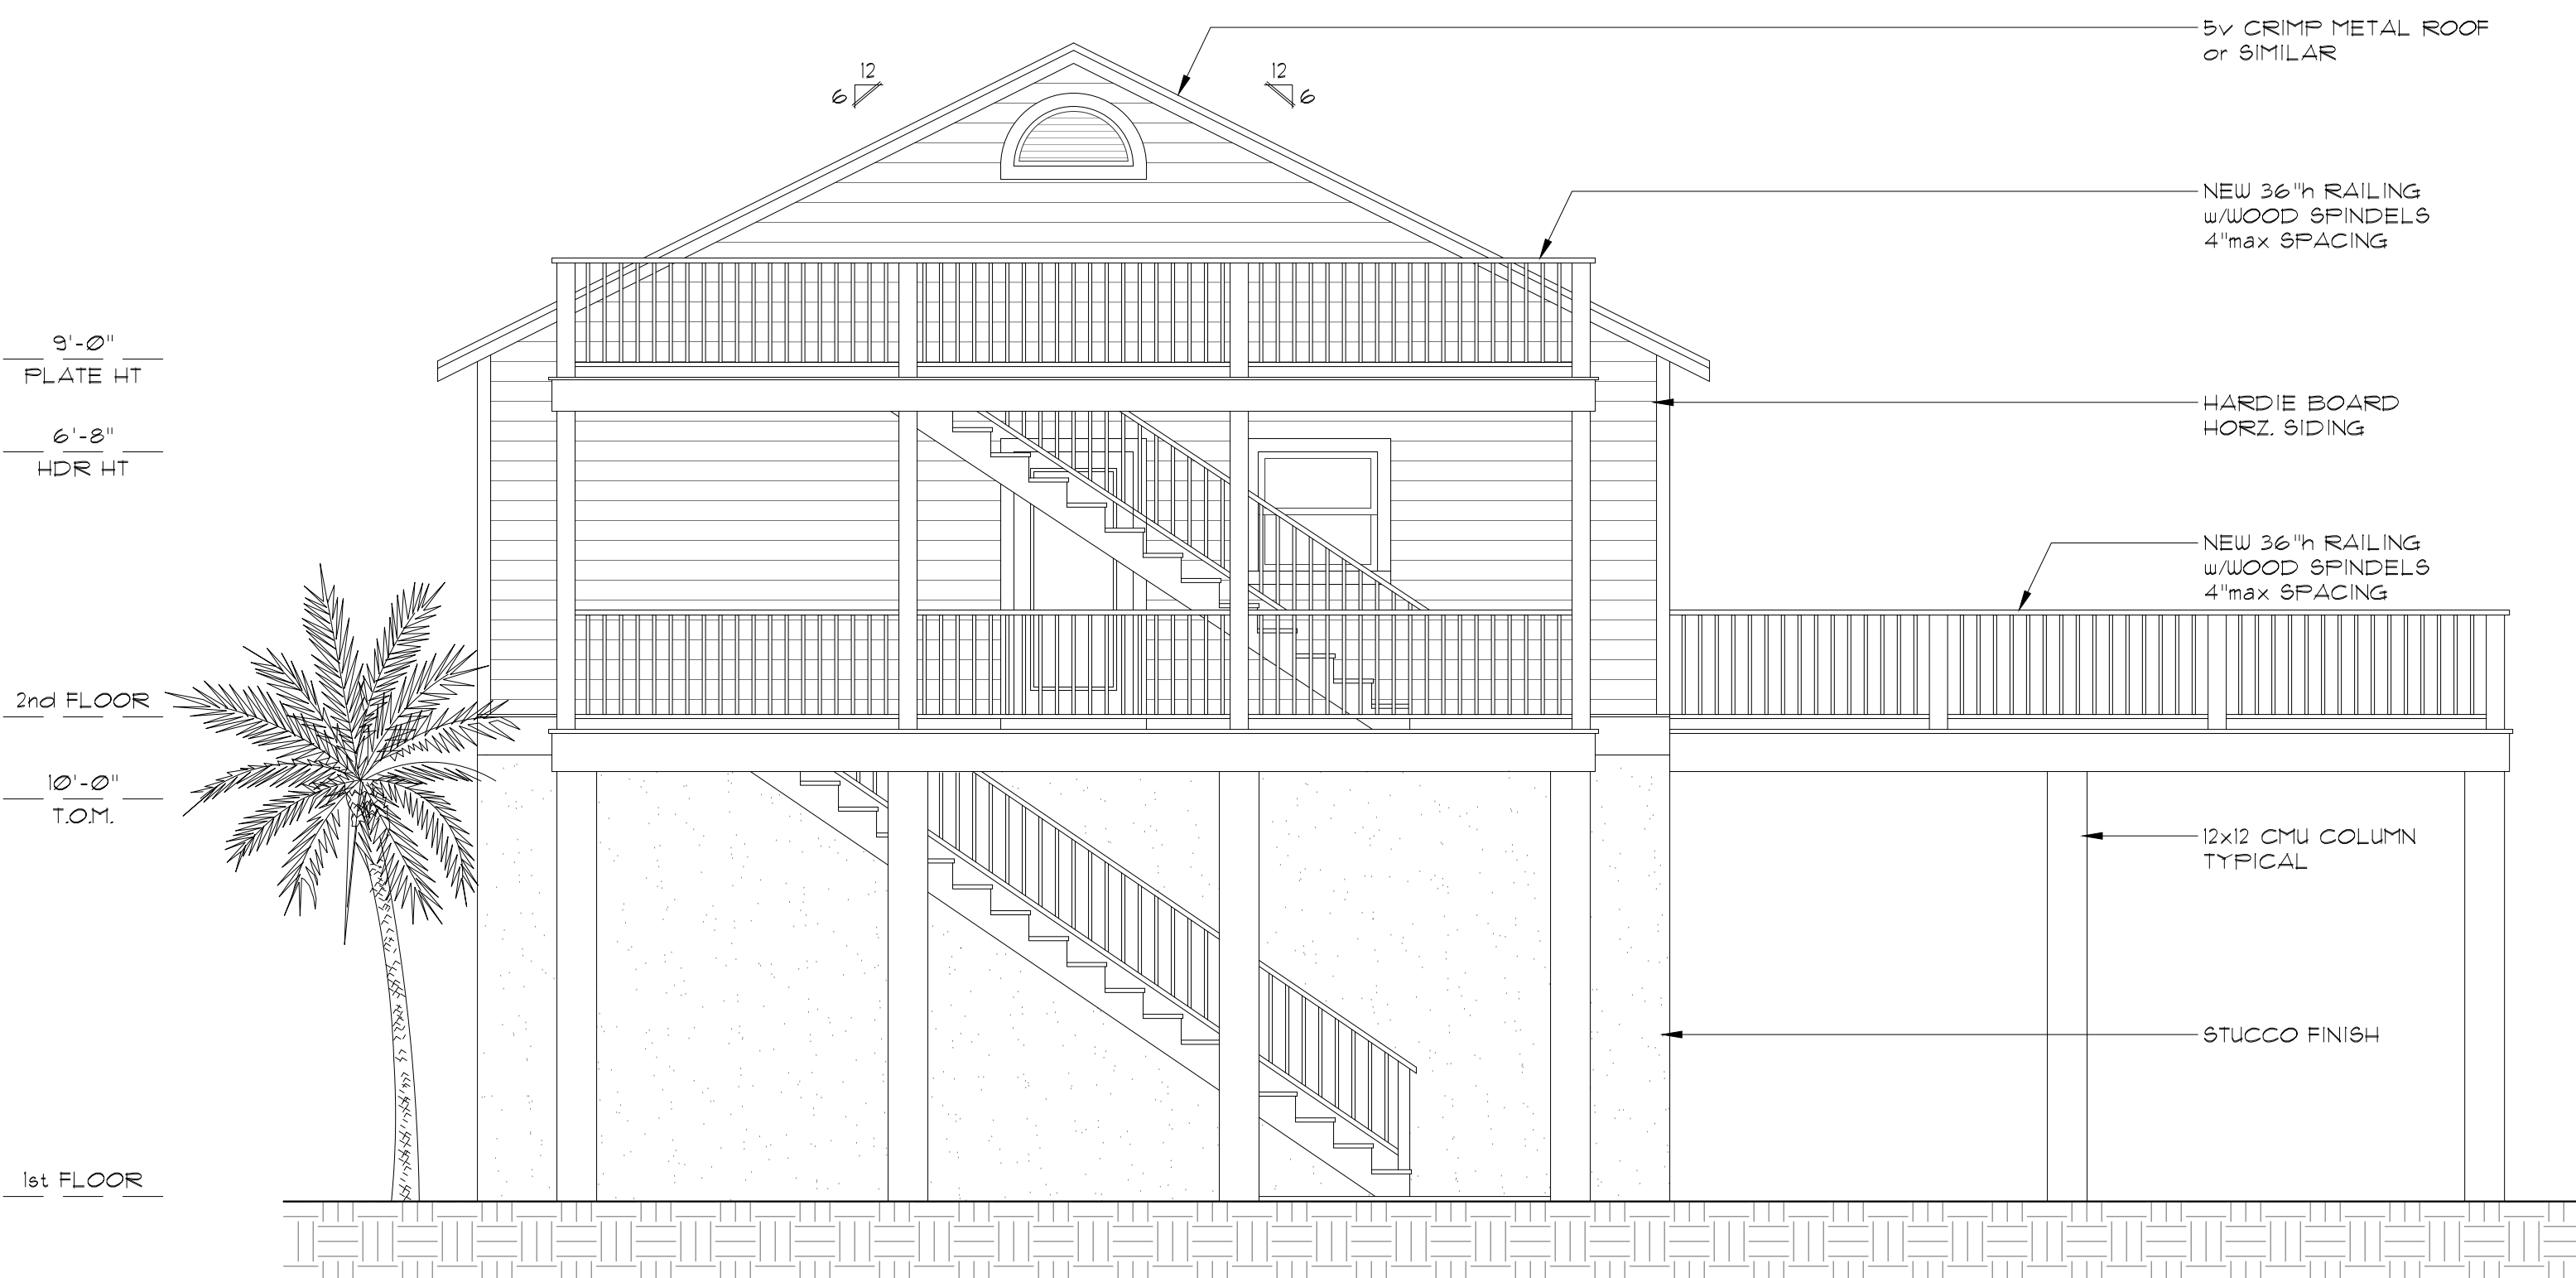 5v CRIMP METAL ROOF
or SIMILAR
12
6
12
6
NEW 36"h RAILING
w/WOOD SPINDELS
4"max SPACING
9'-0"
PLATE HT
HARDIE BOARD
HORZ. SIDING
6'-8"
HDR HT
NEW 36"h RAILING
w/WOOD SPINDELS
4"max SPACING
2nd FLOOR
10'-0"
T.O.M.
12x12 CMU COLUMN
TYPICAL
STUCCO FINISH
1st FLOOR